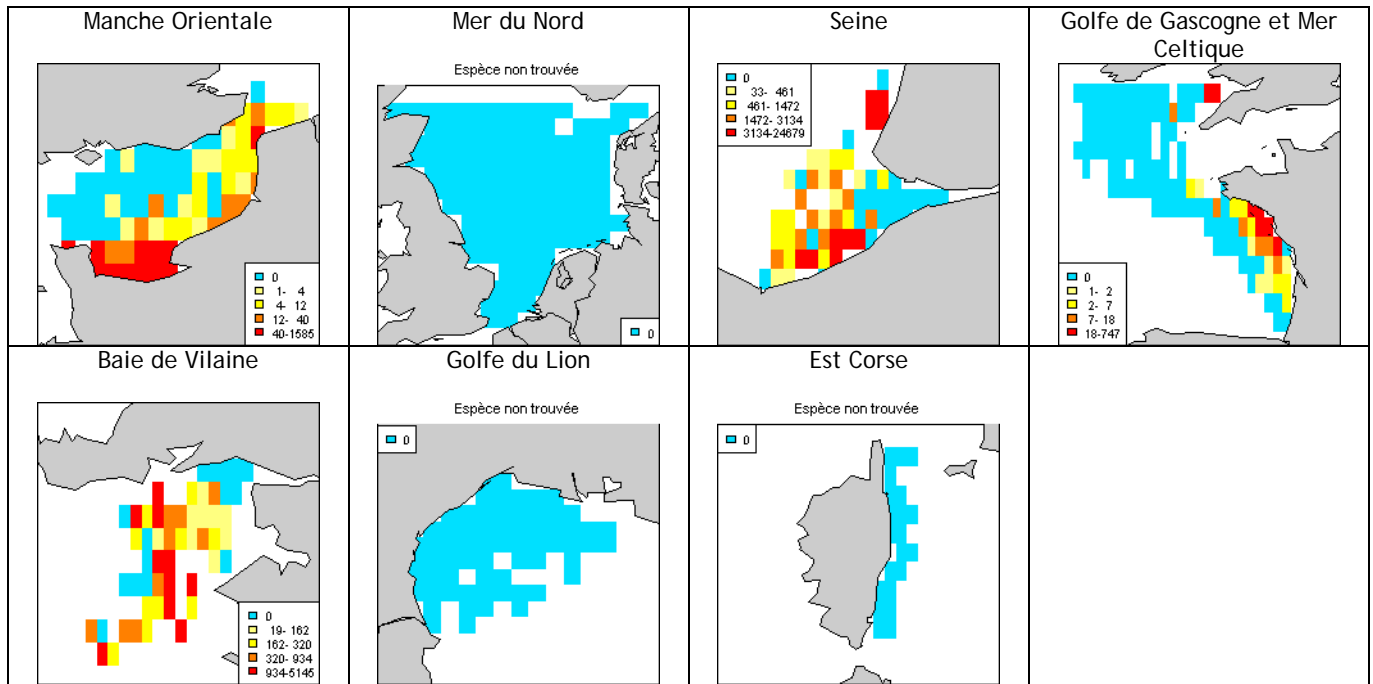 Manche Orientale
0
1- 4
4- 12
12- 40
40-1585
Mer du Nord
Espèce non trouvée
0
Seine
0
33- 461
461- 1472
1472- 3134
3134-24679
Golfe de Gascogne et Mer
Celtique
0
1- 2
2- 7
7- 18
18-747
Baie de Vilaine
0
19- 162
162- 320
320- 934
934-5145
Golfe du Lion
Espèce non trouvée
0
Est Corse
Espèce non trouvée
0